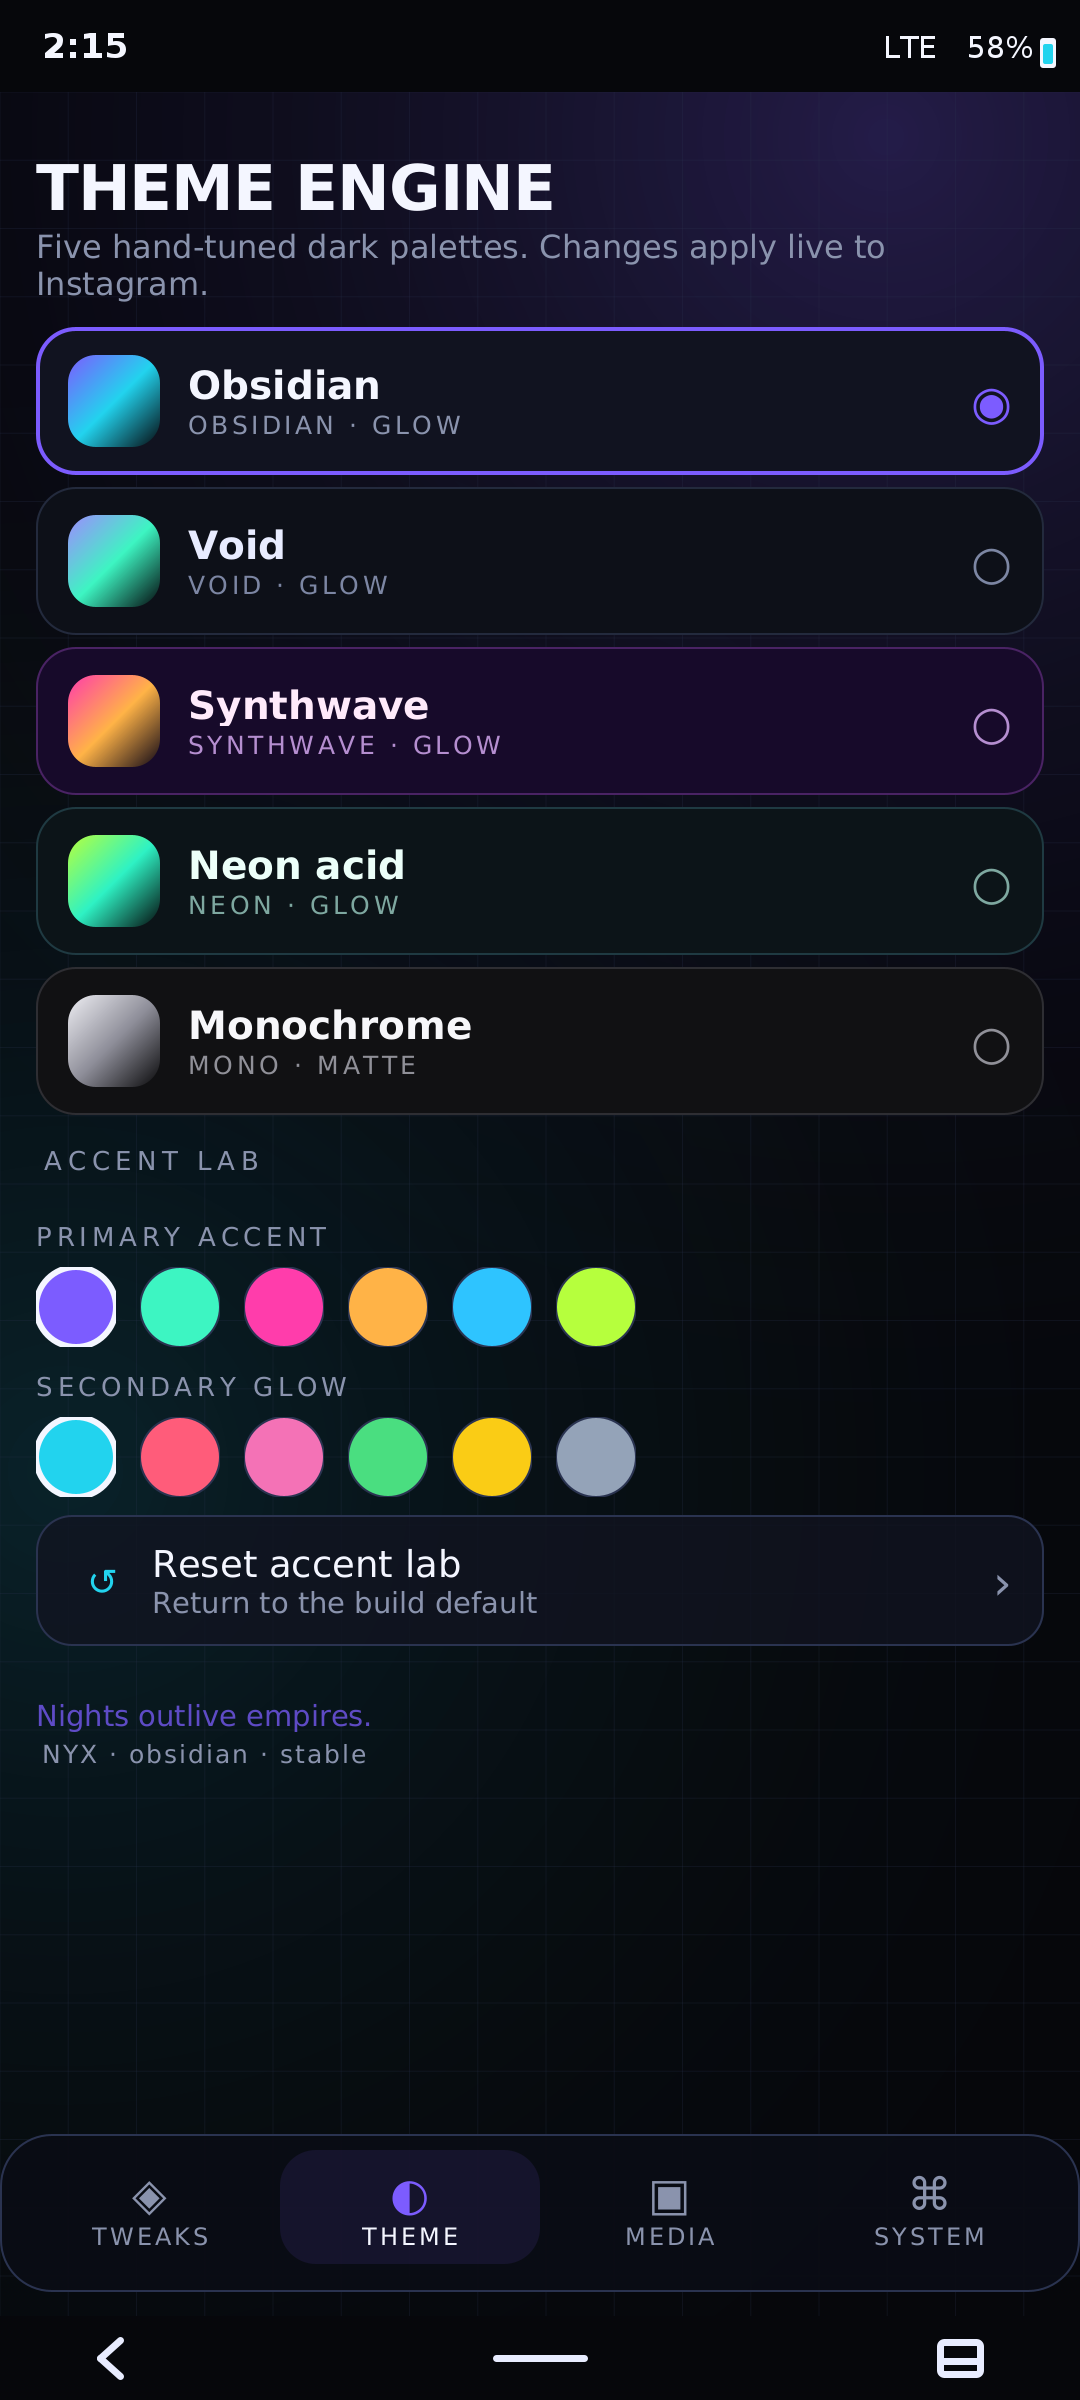 2:15
LTE 58%
THEME ENGINE
Five hand-tuned dark palettes. Changes apply live to
Instagram.
Obsidian
OBSIDIAN · GLOW
Void
VOID · GLOW
Synthwave
SYNTHWAVE · GLOW
Neon acid
NEON · GLOW
Monochrome
MONO · MATTE
ACCENT LAB
PRIMARY ACCENT
SECONDARY GLOW
Reset accent lab
Return to the build default
Nights outlive empires.
NYX · obsidian · stable
TWEAKS THEME MEDIA SYSTEM